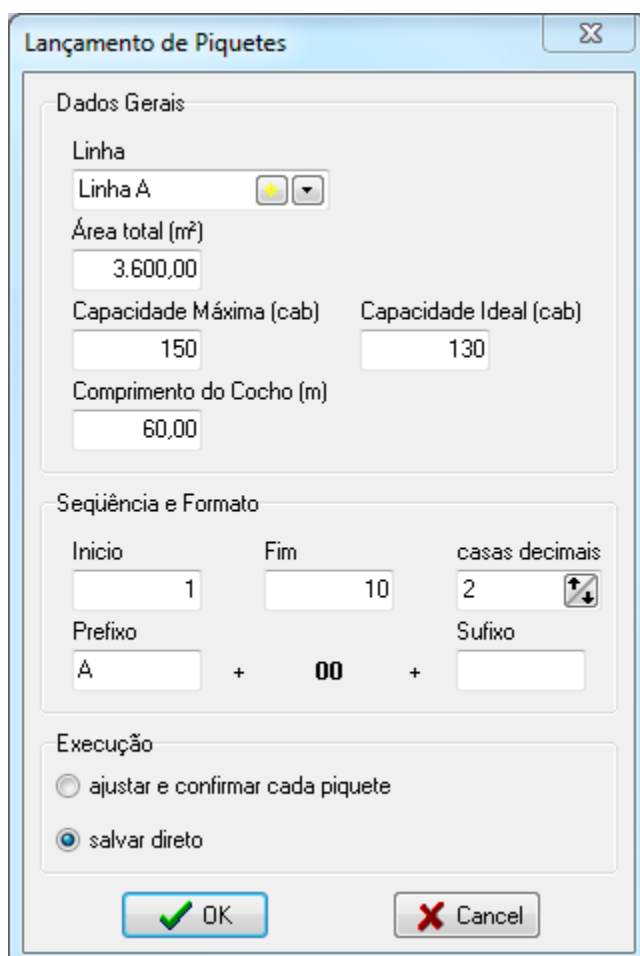 Lançamento de Piquetes
Dados Gerais
Linha
Linha A
Área total (m²)
3.600,00
Capacidade Máxima (cab) Capacidade Ideal (cab)
150 130
Comprimento do Cocho (m)
60,00
Seqüência e Formato
Inicio Fim casas decimais
1 10 2
Prefixo Sufixo
A + 00 +
Execução
ajustar e confirmar cada piquete
salvar direto
OK Cancel